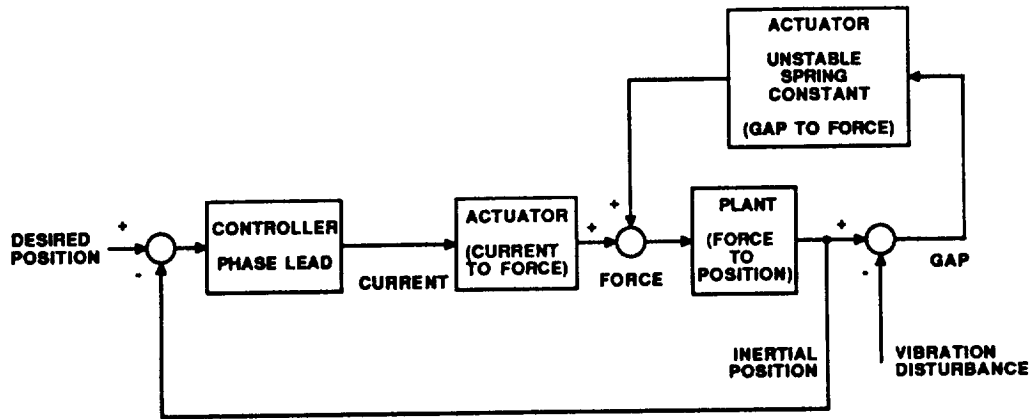 ACTUATOR
UNSTABLE
SPRING
CONSTANT
(GAP TO FORCE)
+
+
DESIRED
POSITION
-
CONTROLLER
PHASE LEAD
CURRENT
ACTUATOR
(CURRENT
TO FORCE)
+
FORCE
PLANT
(FORCE
TO
POSITION)
+
-
GAP
INERTIAL
POSITION
VIBRATION
DISTURBANCE